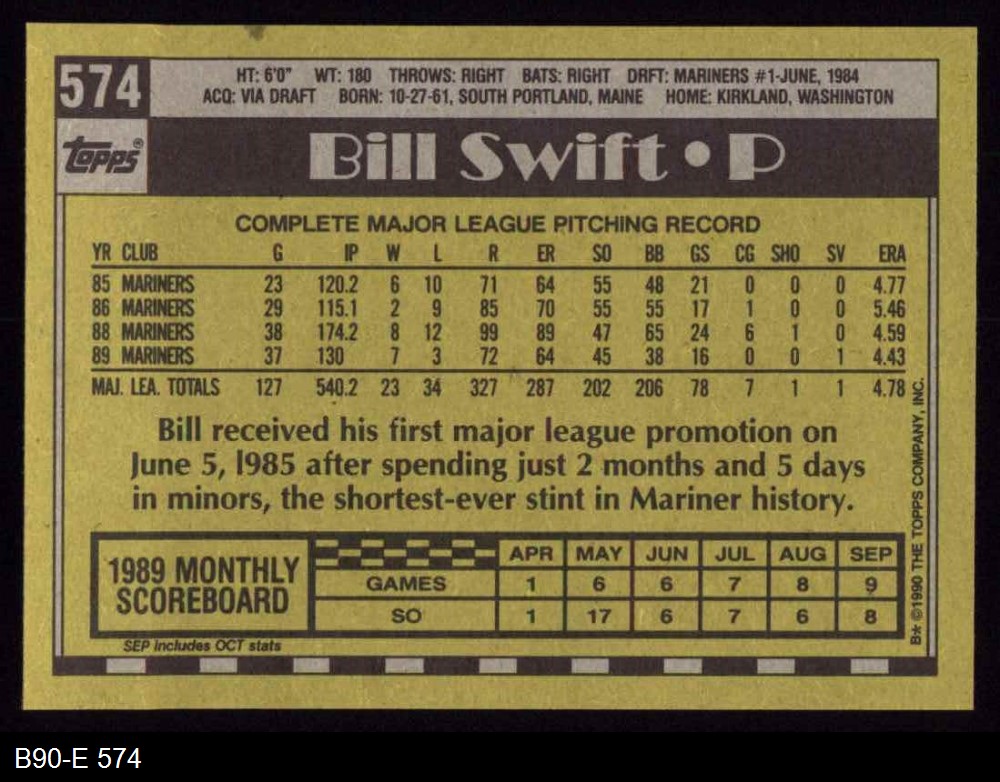 574
HT: 6'0" WT: 180 THROWS: RIGHT BATS: RIGHT DRFT: MARINERS #1-JUNE, 1984
ACQ: VIA DRAFT BORN: 10-27-61, SOUTH PORTLAND, MAINE HOME: KIRKLAND, WASHINGTON
topps®
Bill Swift • P
COMPLETE MAJOR LEAGUE PITCHING RECORD
YR CLUB G IP W L R ER SO BB GS CG SHO SV ERA
85 MARINERS 23 120.2 6 10 71 64 55 48 21 0 0 0 4.77
86 MARINERS 29 115.1 2 9 85 70 55 55 17 1 0 0 5.46
88 MARINERS 38 174.2 8 12 99 89 47 65 24 6 1 0 4.59
89 MARINERS 37 130 7 3 72 64 45 38 16 0 0 1 4.43
MAJ. LEA. TOTALS 127 540.2 23 34 327 287 202 206 78 7 1 1 4.78
Bill received his first major league promotion on
June 5, 1985 after spending just 2 months and 5 days
in minors, the shortest-ever stint in Mariner history.
1989 MONTHLY
SCOREBOARD
APR MAY JUN JUL AUG SEP
GAMES 1 6 6 7 8 9
SO 1 17 6 7 6 8
SEP includes OCT stats
B* ©1990 THE TOPPS COMPANY, INC.
B90-E 574